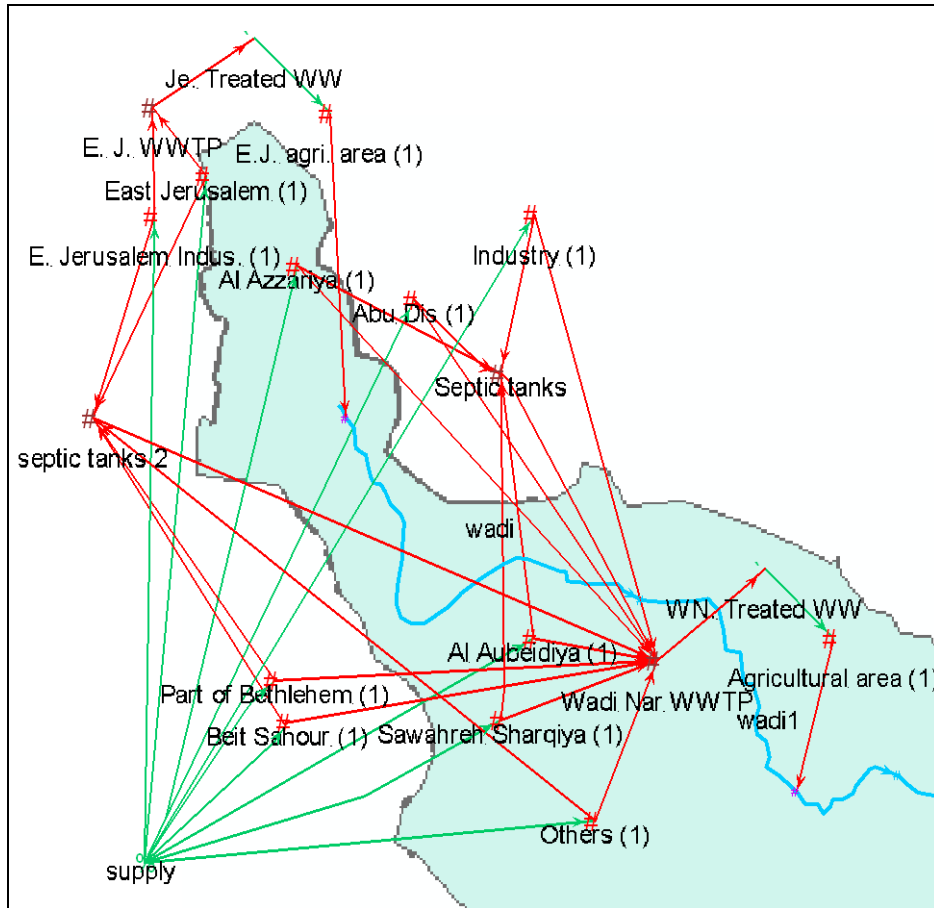 Je. Treated WW
E. J. WWTP
E.J. agri. area (1)
East Jerusalem (1)
E. Jerusalem Indus. (1)
Industry (1)
Al Azzariya (1)
Abu Dis (1)
Septic tanks
septic tanks 2
wadi
WN. Treated WW
Al Aubeidiya (1)
Agricultural area (1)
Part of Bethlehem (1)
Wadi Nar WWTP
wadi1
Beit Sahour (1)
Sawahreh Sharqiya (1)
Others (1)
supply